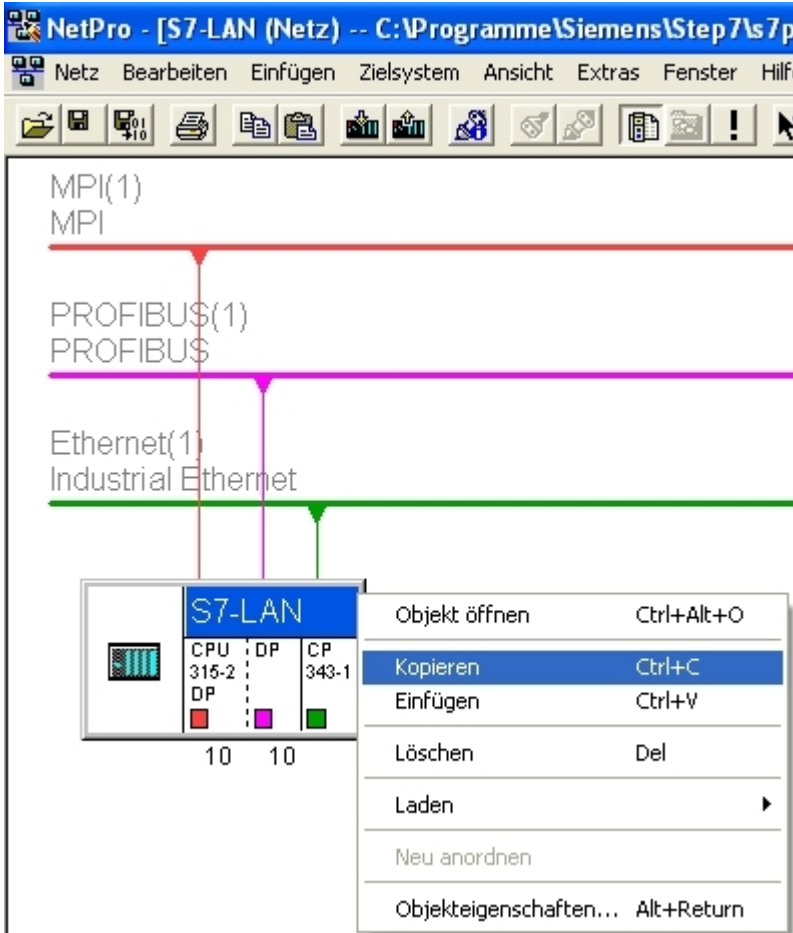 NetPro - [S7-LAN (Netz) -- C:\Programme\Siemens\Step7\s7p
Netz Bearbeiten Einfügen Zielsystem Ansicht Extras Fenster Hilf
MPI(1)
MPI
PROFIBUS(1)
PROFIBUS
Ethernet(1)
Industrial Ethernet
S7-LAN
CPU 315-2 DP
DP
CP 343-1
10 10
Objekt öffnen Ctrl+Alt+O
Kopieren Ctrl+C
Einfügen Ctrl+V
Löschen Del
Laden
Neu anordnen
Objekteigenschaften... Alt+Return